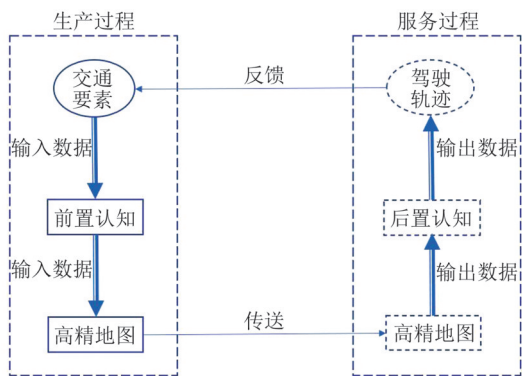 生产过程
服务过程
交通
要素
反馈
驾驶
轨迹
输入数据
输出数据
前置认知
后置认知
输入数据
输出数据
高精地图
传送
高精地图